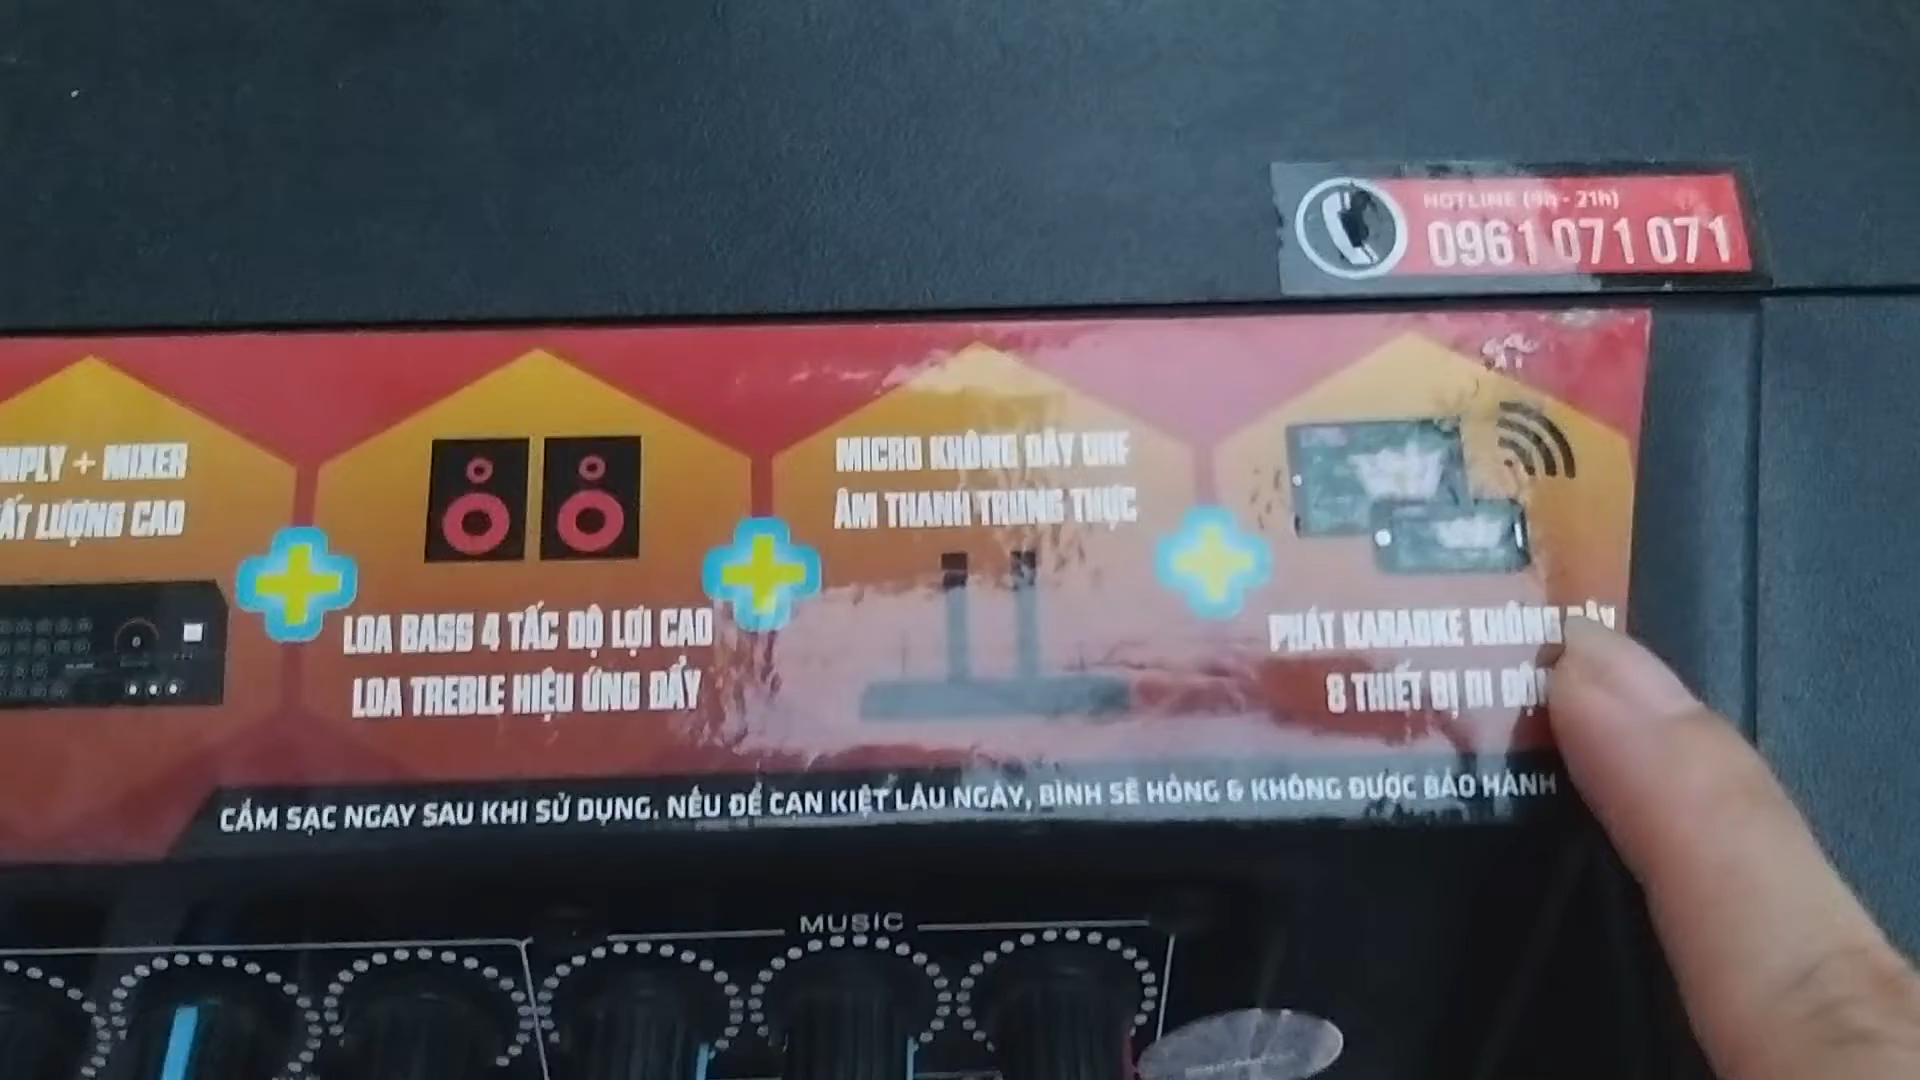 HOTLINE (9h - 21h)
0961 071 071
MPLY + MIXER
ẤT LƯỢNG CAO
LOA BASS 4 TẤC ĐỘ LỢI CAO
LOA TREBLE HIỆU ỨNG ĐẨY
MICRO KHÔNG DÂY UHF
ÂM THANH TRUNG THỰC
PHÁT KARAOKE KHÔNG DÂY
8 THIẾT BỊ DI ĐỘN
CẮM SẠC NGAY SAU KHI SỬ DỤNG. NẾU ĐỂ CẠN KIỆT LÂU NGÀY, BÌNH SẼ HỎNG & KHÔNG ĐƯỢC BẢO HÀNH
MUSIC